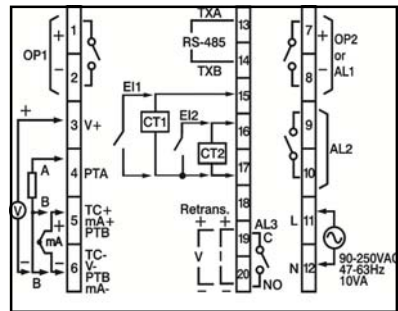 OP1
+
−
1
2
3
4
5
6
V+
PTA
TC+
mA+
PTB
TC-
V-
PTB
mA-
+
A
B
V
mA
+
−
−
−
B
TXA
RS-485
TXB
EI1
EI2
CT1
CT2
Retrans.
+
+
V
I
−
−
13
14
15
16
17
18
19
20
AL3
C
NO
7
8
9
10
11
12
+
−
OP2
or
AL1
AL2
L
N
90-250VAC
47-63Hz
10VA